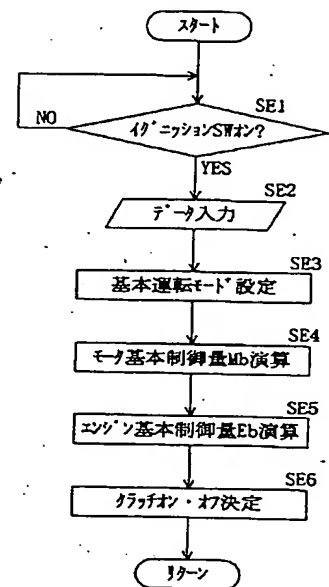 スタート
SE1
イグニッションSWオン?
NO
YES
SE2
データ入力
SE3
基本運転モード設定
SE4
モータ基本制御量Mb演算
SE5
エンジン基本制御量Eb演算
SE6
クラッチオン・オフ決定
リターン